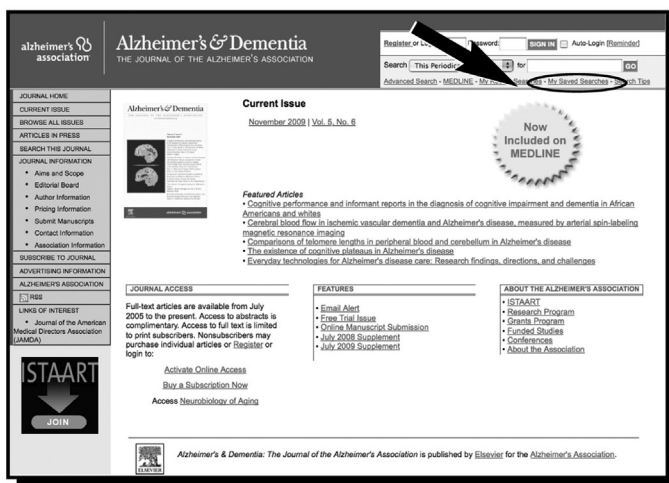 alzheimer's association
Alzheimer's & Dementia
THE JOURNAL OF THE ALZHEIMER'S ASSOCIATION
Register or Password: SIGN IN Auto-Login [Reminder]
Search This Periodical for GO
Advanced Search - MEDLINE - My Saved Searches - Search Tips
JOURNAL HOME
CURRENT ISSUE
BROWSE ALL ISSUES
ARTICLES IN PRESS
SEARCH THIS JOURNAL
JOURNAL INFORMATION
• Aims and Scope
• Editorial Board
• Author Information
• Pricing Information
• Submit Manuscripts
• Contact Information
• Association Information
SUBSCRIBE TO JOURNAL
ADVERTISING INFORMATION
ALZHEIMER'S ASSOCIATION
RSS
LINKS OF INTEREST
• Journal of the American
Medical Directors Association
(JAMDA)
ISTAART
JOIN
Alzheimer's & Dementia
Current Issue
November 2009 | Vol. 5, No. 6
Now
Included on
MEDLINE
Featured Articles
• Cognitive performance and informant reports in the diagnosis of cognitive impairment and dementia in African
Americans and whites
• Cerebral blood flow in ischemic vascular dementia and Alzheimer's disease, measured by arterial spin-labeling
magnetic resonance imaging
• Comparisons of telomere lengths in peripheral blood and cerebellum in Alzheimer's disease
• The existence of cognitive plateaus in Alzheimer's disease
• Everyday technologies for Alzheimer's disease care: Research findings, directions, and challenges
JOURNAL ACCESS
Full-text articles are available from July
2005 to the present. Access to abstracts is
complimentary. Access to full text is limited
to print subscribers. Nonsubscribers may
purchase individual articles or Register or
login to:
Activate Online Access
Buy a Subscription Now
Access Neurobiology of Aging
FEATURES
• Email Alert
• Free Trial Issue
• Online Manuscript Submission
• July 2008 Supplement
• July 2009 Supplement
ABOUT THE ALZHEIMER'S ASSOCIATION
• ISTAART
• Research Program
• Grants Program
• Funded Studies
• Conferences
• About the Association
ELSEVIER
Alzheimer's & Dementia: The Journal of the Alzheimer's Association is published by Elsevier for the Alzheimer's Association.